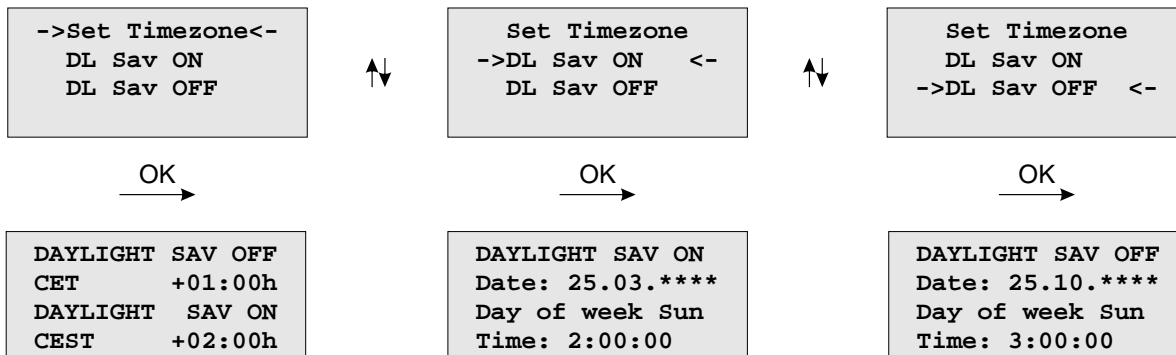 ->Set Timezone<-
DL Sav ON
DL Sav OFF
Set Timezone
->DL Sav ON <-
DL Sav OFF
Set Timezone
DL Sav ON
->DL Sav OFF <-
OK
OK
OK
DAYLIGHT SAV OFF
CET +01:00h
DAYLIGHT SAV ON
CEST +02:00h
DAYLIGHT SAV ON
Date: 25.03.****
Day of week Sun
Time: 2:00:00
DAYLIGHT SAV OFF
Date: 25.10.****
Day of week Sun
Time: 3:00:00